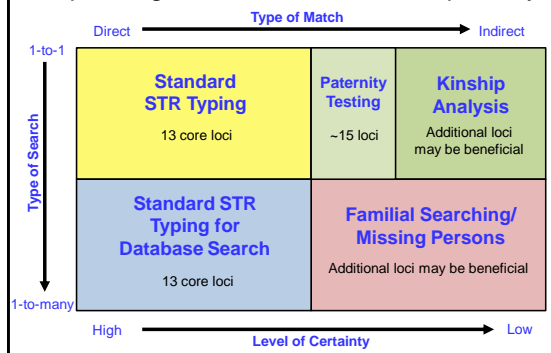 Type of Match
Direct
Indirect
1-to-1
Type of Search
1-to-many
Standard
STR Typing
13 core loci
Paternity
Testing
~15 loci
Kinship
Analysis
Additional loci
may be beneficial
Standard STR
Typing for
Database Search
13 core loci
Familial Searching/
Missing Persons
Additional loci may be beneficial
High
Low
Level of Certainty